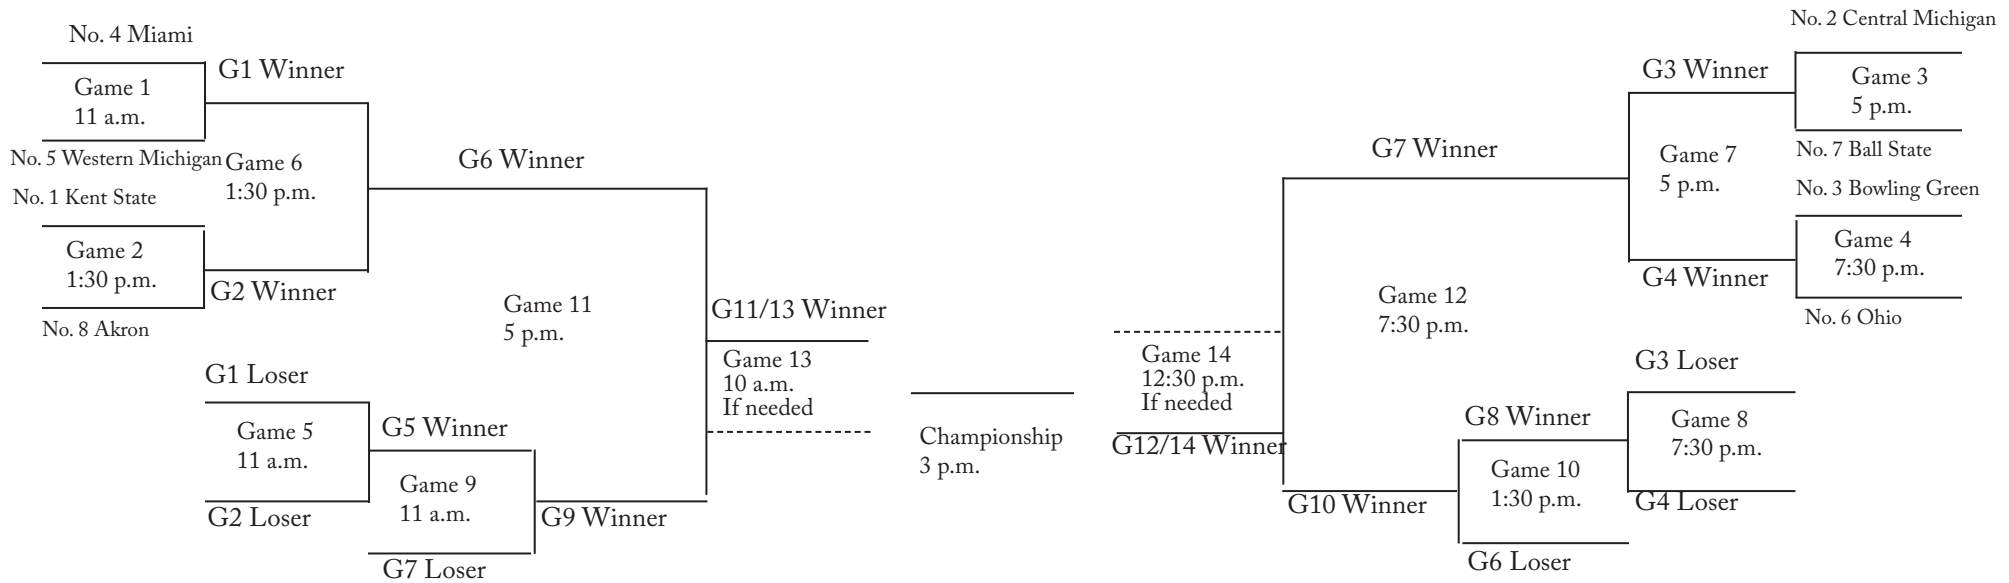 No. 4 Miami
Game 1
11 a.m.
G1 Winner
No. 5 Western Michigan
Game 6
1:30 p.m.
No. 1 Kent State
Game 2
1:30 p.m.
G2 Winner
No. 8 Akron
G6 Winner
Game 11
5 p.m.
G1 Loser
Game 5
11 a.m.
G2 Loser
G5 Winner
Game 9
11 a.m.
G7 Loser
G9 Winner
G11/13 Winner
Game 13
10 a.m.
If needed
Championship
3 p.m.
Game 14
12:30 p.m.
If needed
G12/14 Winner
G7 Winner
Game 12
7:30 p.m.
G10 Winner
No. 2 Central Michigan
G3 Winner
Game 3
5 p.m.
No. 7 Ball State
Game 7
5 p.m.
No. 3 Bowling Green
Game 4
7:30 p.m.
G4 Winner
No. 6 Ohio
G3 Loser
Game 8
7:30 p.m.
G4 Loser
G8 Winner
Game 10
1:30 p.m.
G6 Loser